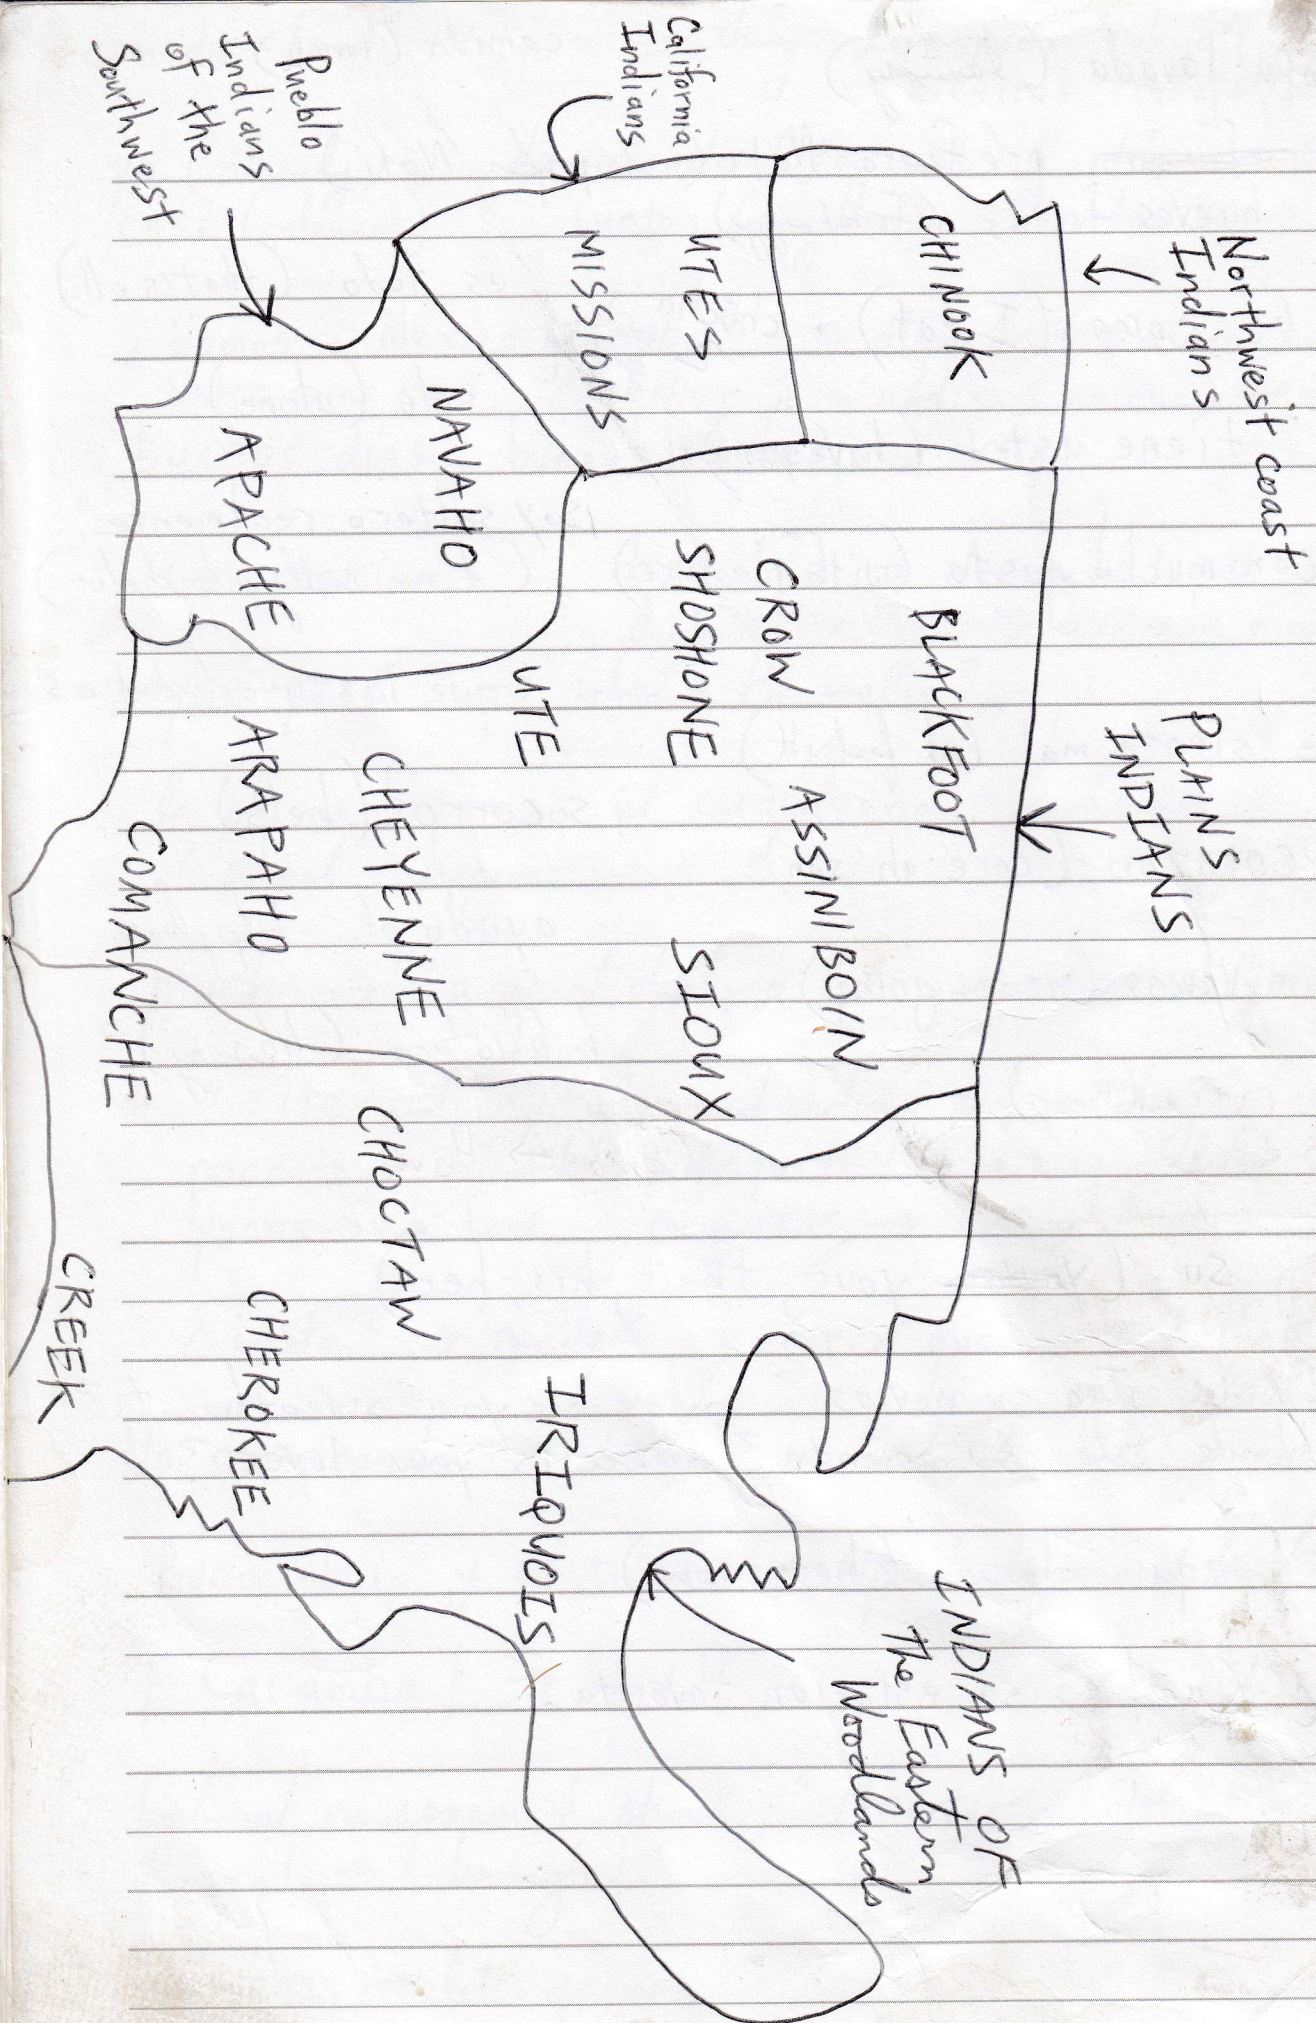 Northwest coast
Indians
PLAINS
INDIANS
INDIANS OF
The Eastern
Woodlands
California
Indians
Pueblo
Indians
of the
Southwest
CHINOOK
UTES
MISSIONS
NAVAHO
APACHE
BLACKFOOT
CROW
SHOSHONE
ASSINIBOIN
SIOUX
UTE
CHEYENNE
ARAPAHO
COMANCHE
CHOCTAW
IRIQUOIS
CHEROKEE
CREEK